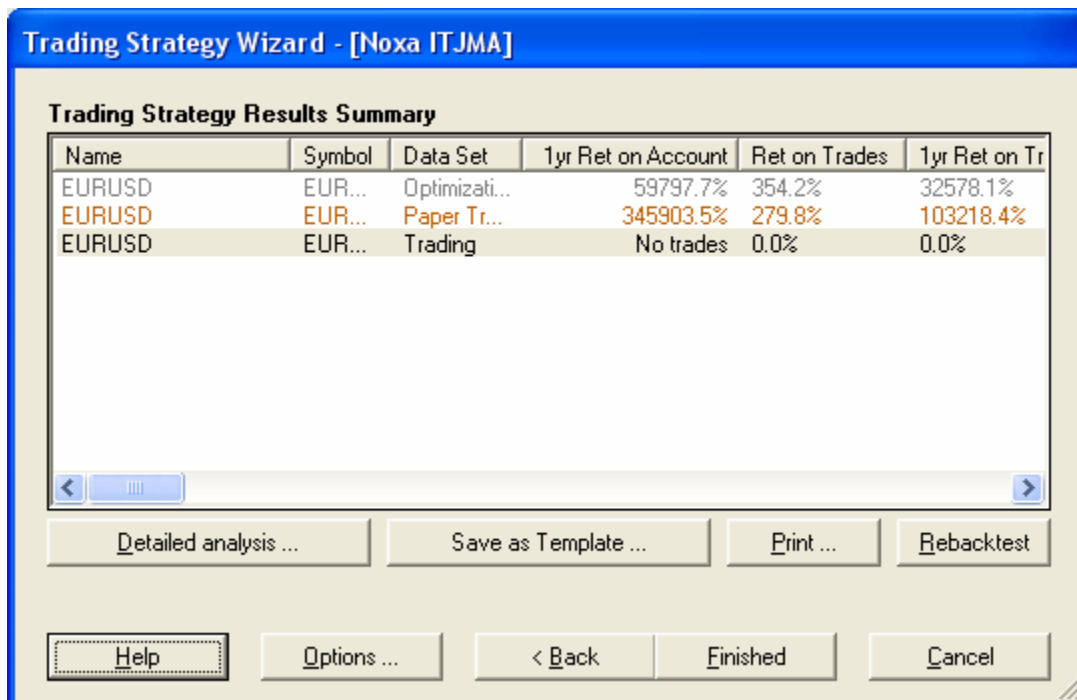 Trading Strategy Wizard - [Noxa ITJMA]
Trading Strategy Results Summary
Name Symbol Data Set 1yr Ret on Account Ret on Trades 1yr Ret on Tr
EURUSD EUR... Optimizati... 59797.7% 354.2% 32578.1%
EURUSD EUR... Paper Tr... 345903.5% 279.8% 103218.4%
EURUSD EUR... Trading No trades 0.0% 0.0%
Detailed analysis ... Save as Template ... Print ... Rebacktest
Help Options ... < Back Finished Cancel